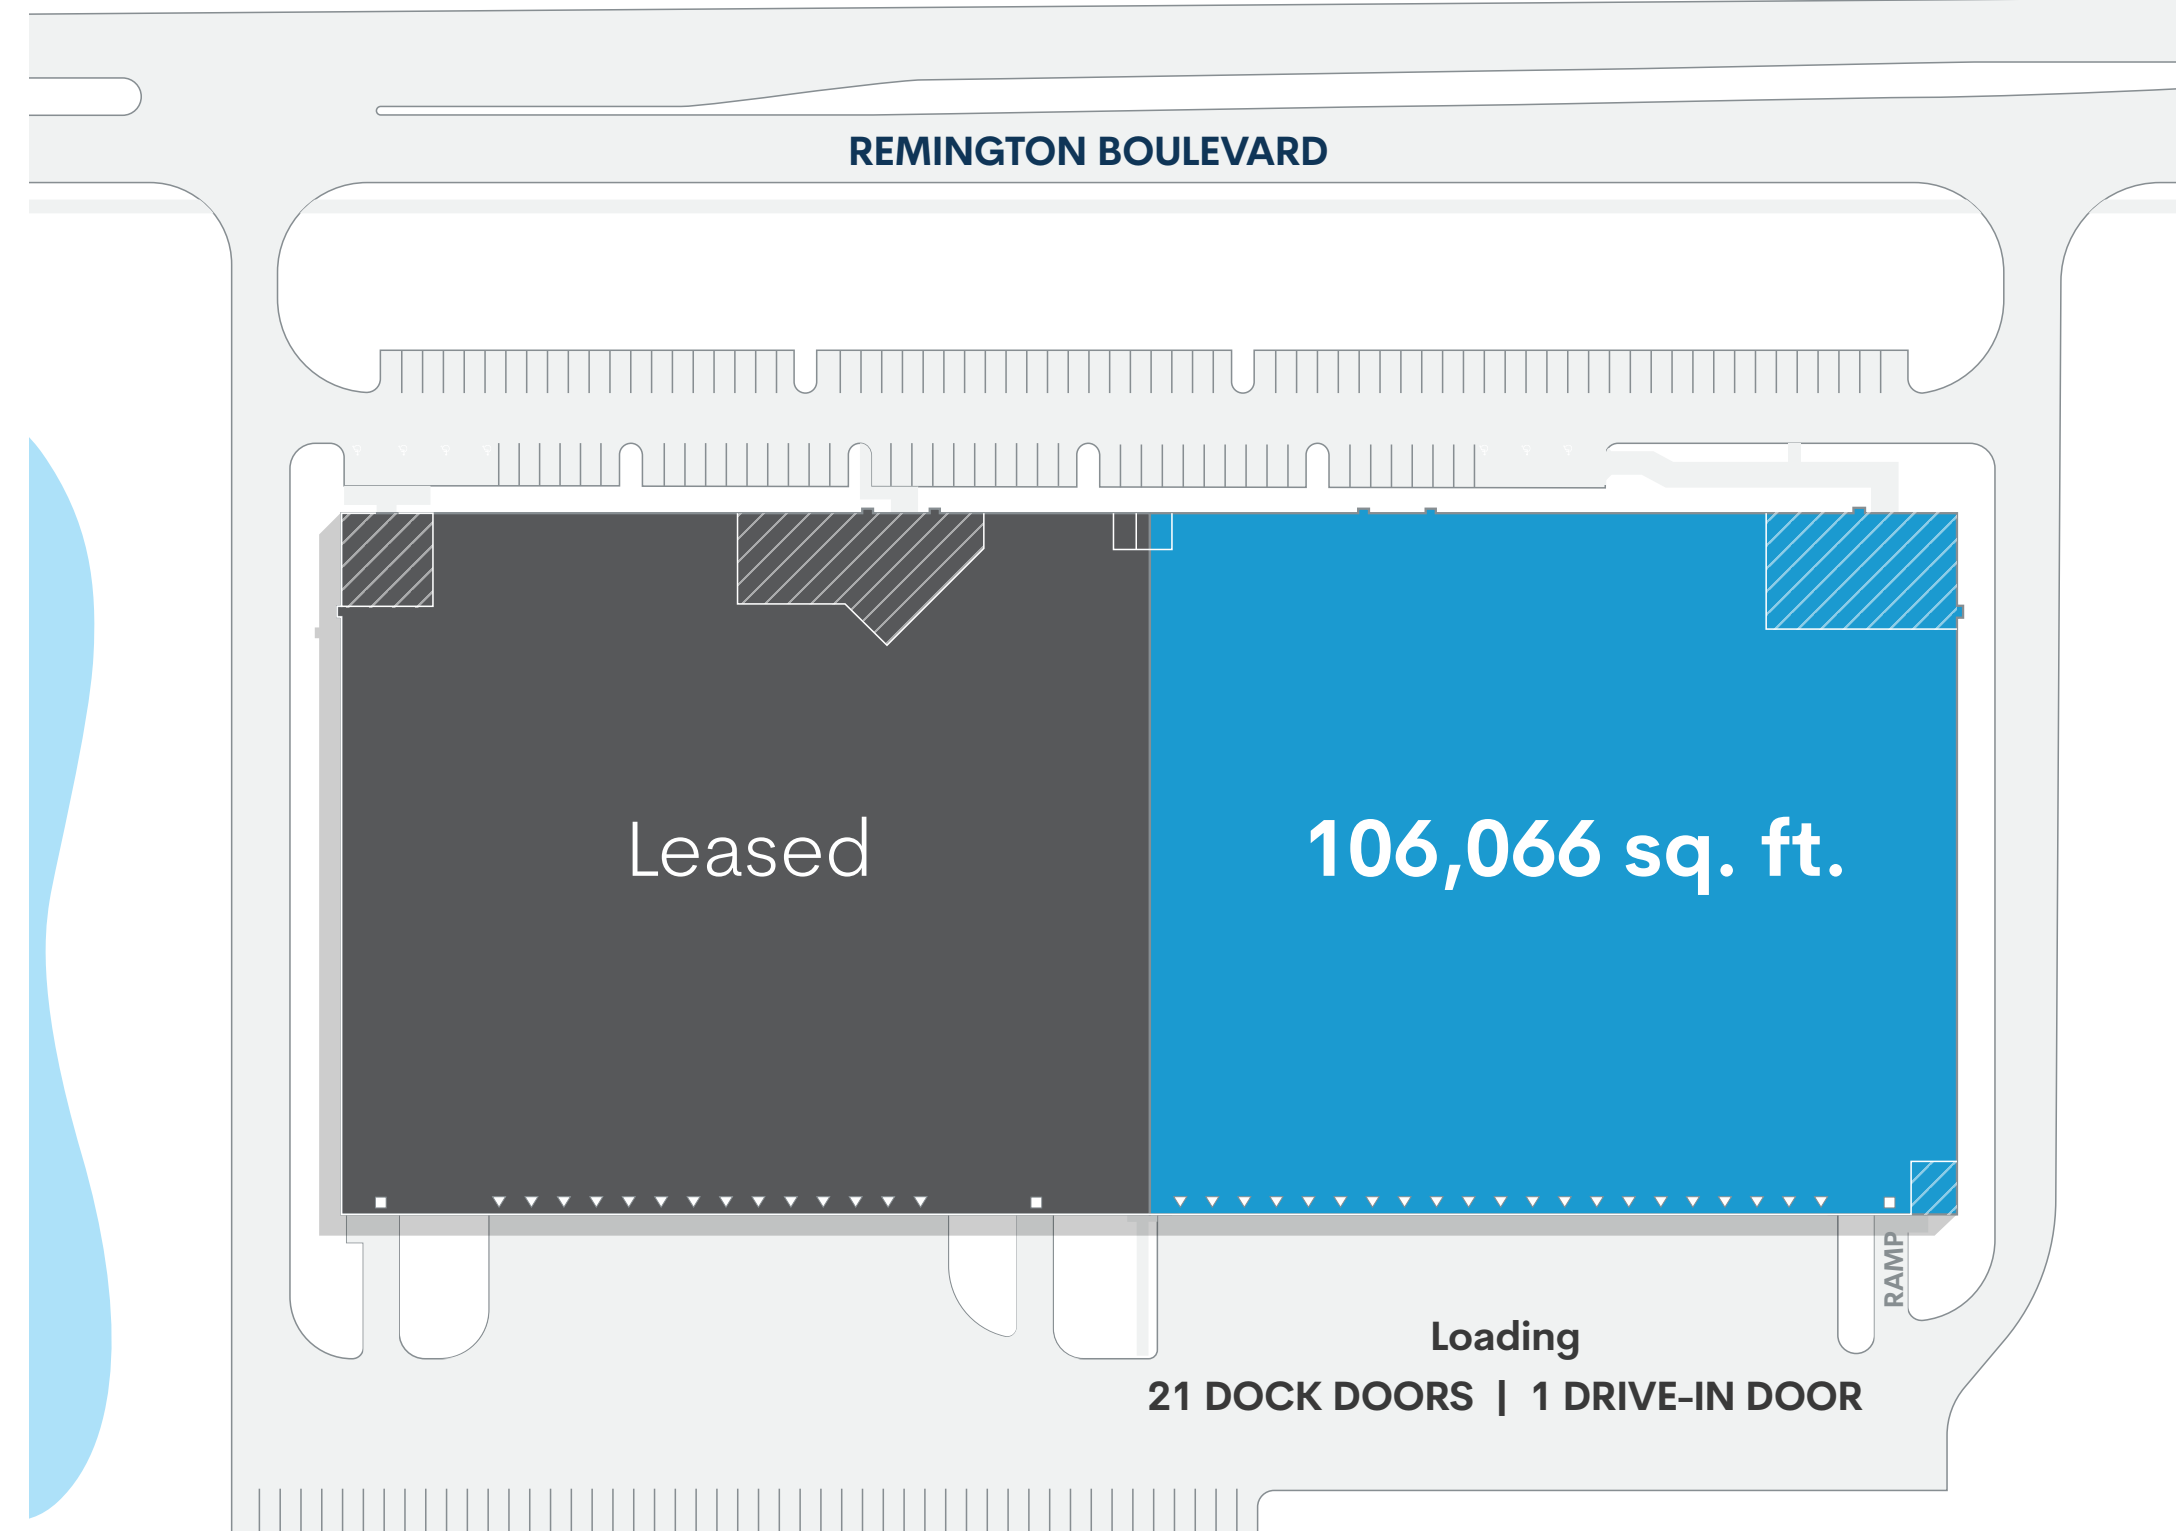 REMINGTON BOULEVARD
Leased
106,066 sq. ft.
RAMP
Loading
21 DOCK DOORS | 1 DRIVE-IN DOOR